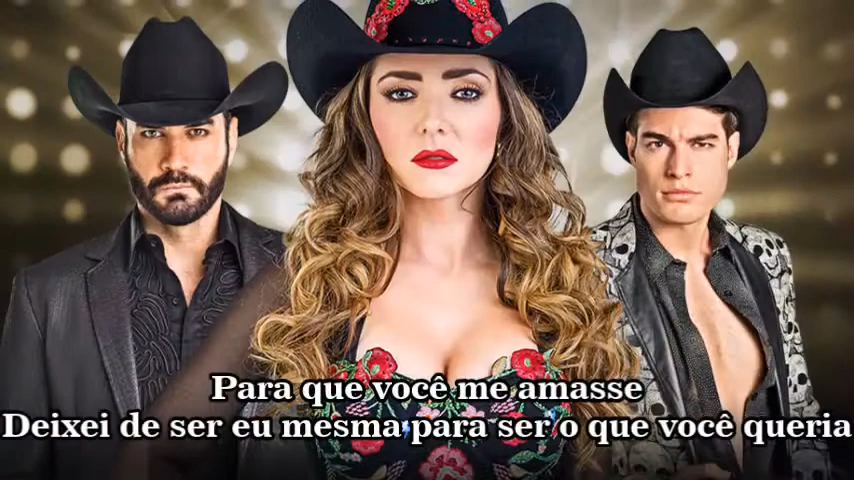 Para que você me amasse
Deixei de ser eu mesma para ser o que você queria